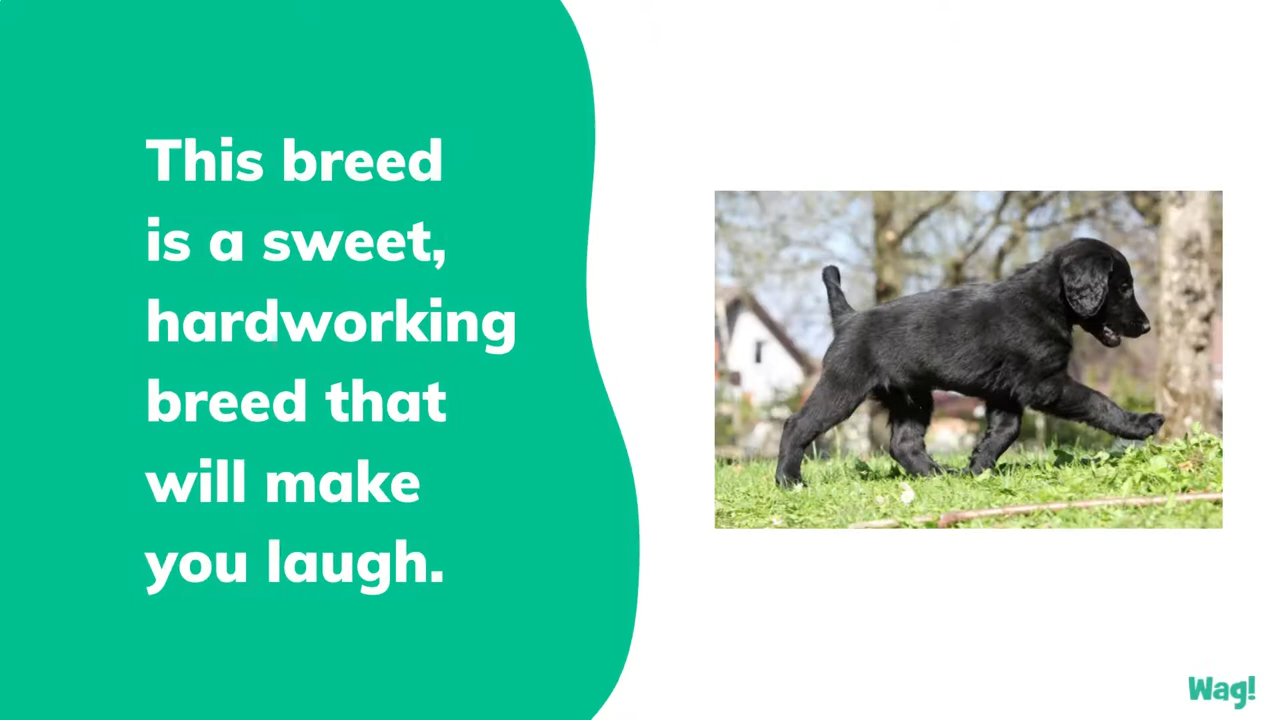 This breed
is a sweet,
hardworking
breed that
will make
you laugh.
Wag!